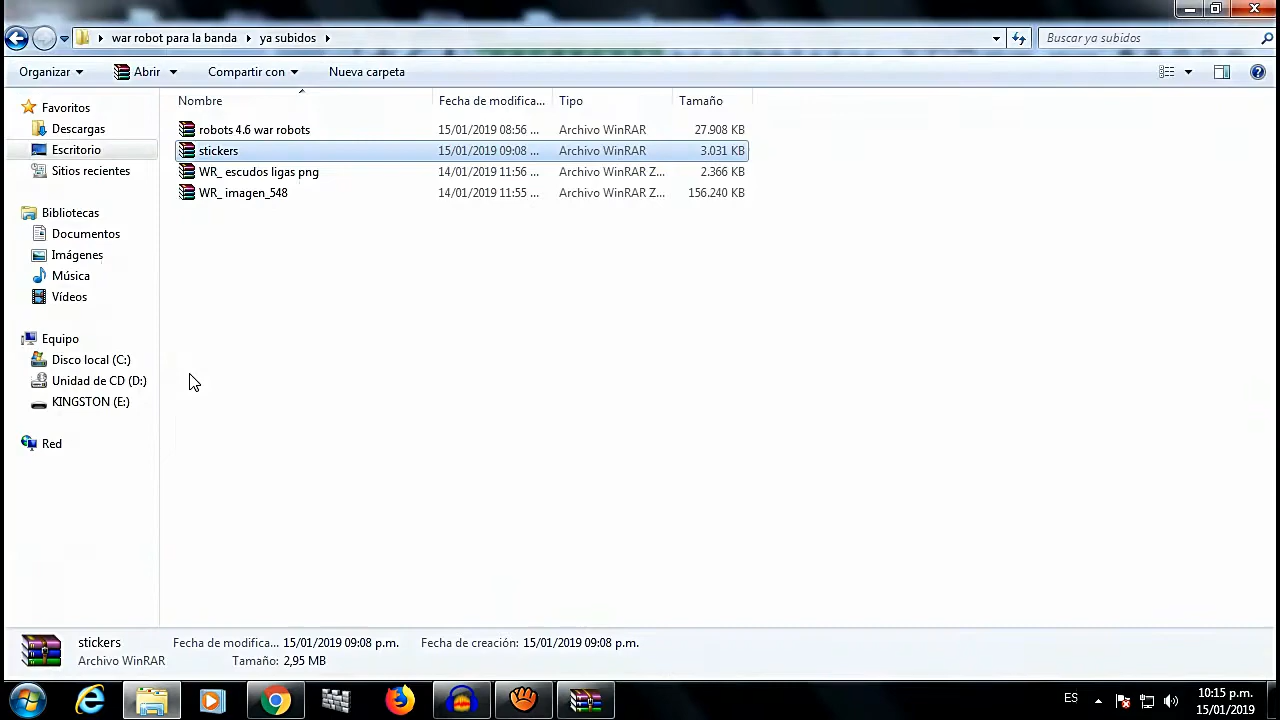 war robot para la banda ya subidos
Buscar ya subidos
Organizar Abrir Compartir con Nueva carpeta
Nombre Fecha de modifica... Tipo Tamaño
robots 4.6 war robots 15/01/2019 08:56 ... Archivo WinRAR 27.908 KB
stickers 15/01/2019 09:08 ... Archivo WinRAR 3.031 KB
WR_ escudos ligas png 14/01/2019 11:56 ... Archivo WinRAR Z... 2.366 KB
WR_ imagen_548 14/01/2019 11:55 ... Archivo WinRAR Z... 156.240 KB
Favoritos
Descargas
Escritorio
Sitios recientes
Bibliotecas
Documentos
Imágenes
Música
Vídeos
Equipo
Disco local (C:)
Unidad de CD (D:)
KINGSTON (E:)
Red
stickers Fecha de modifica... 15/01/2019 09:08 p.m. Fecha de creación: 15/01/2019 09:08 p.m.
Archivo WinRAR Tamaño: 2,95 MB
ES
10:15 p.m.
15/01/2019